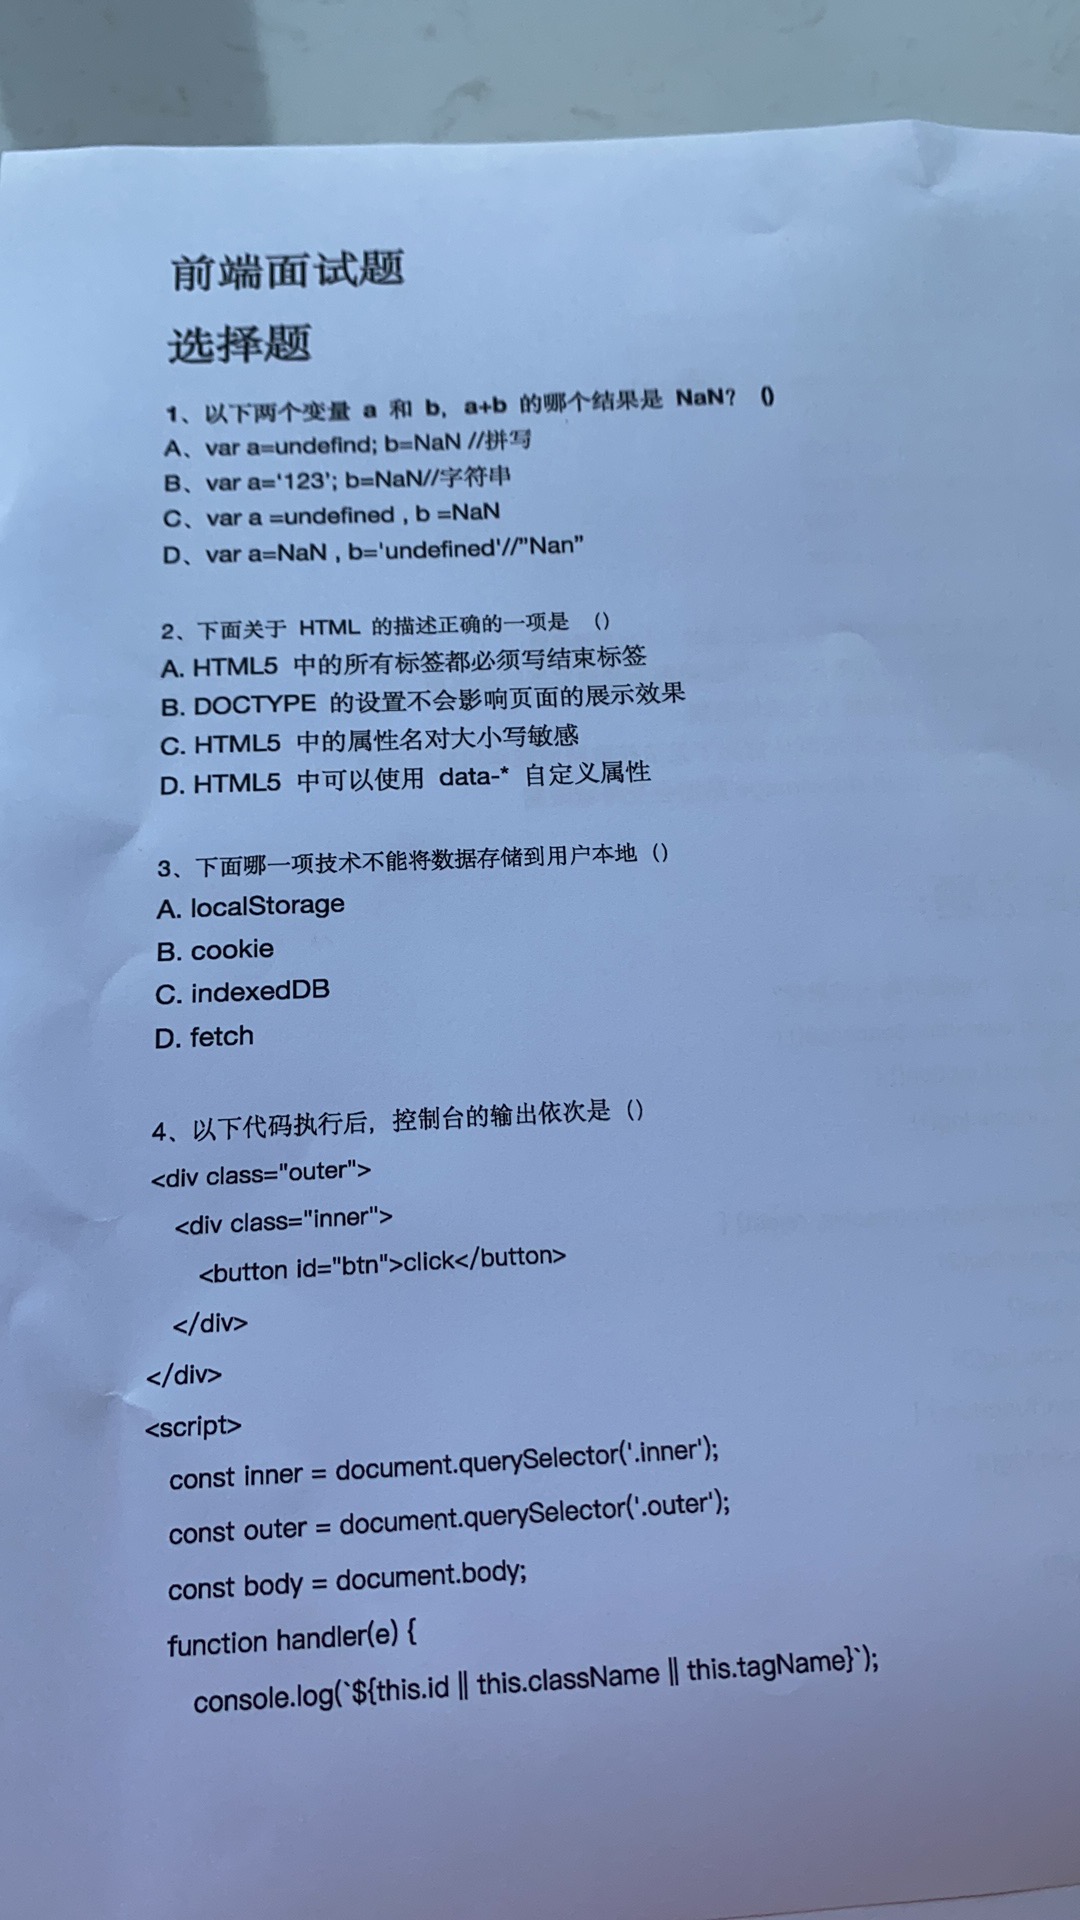 前端面试题
选择题
1、以下两个变量 a 和 b, a+b 的哪个结果是 NaN? ()
A、var a=undefind; b=NaN //拼写
B、var a='123'; b=NaN//字符串
C、var a =undefined , b =NaN
D、var a=NaN , b='undefined'//"Nan"
2、下面关于 HTML 的描述正确的一项是 ()
A. HTML5 中的所有标签都必须写结束标签
B. DOCTYPE 的设置不会影响页面的展示效果
C. HTML5 中的属性名对大小写敏感
D. HTML5 中可以使用 data-* 自定义属性
3、下面哪一项技术不能将数据存储到用户本地 ()
A. localStorage
B. cookie
C. indexedDB
D. fetch
4、以下代码执行后, 控制台的输出依次是 ()
<div class="outer">
<div class="inner">
<button id="btn">click</button>
</div>
</div>
<script>
const inner = document.querySelector('.inner');
const outer = document.querySelector('.outer');
const body = document.body;
function handler(e) {
console.log(`${this.id || this.className || this.tagName}`);